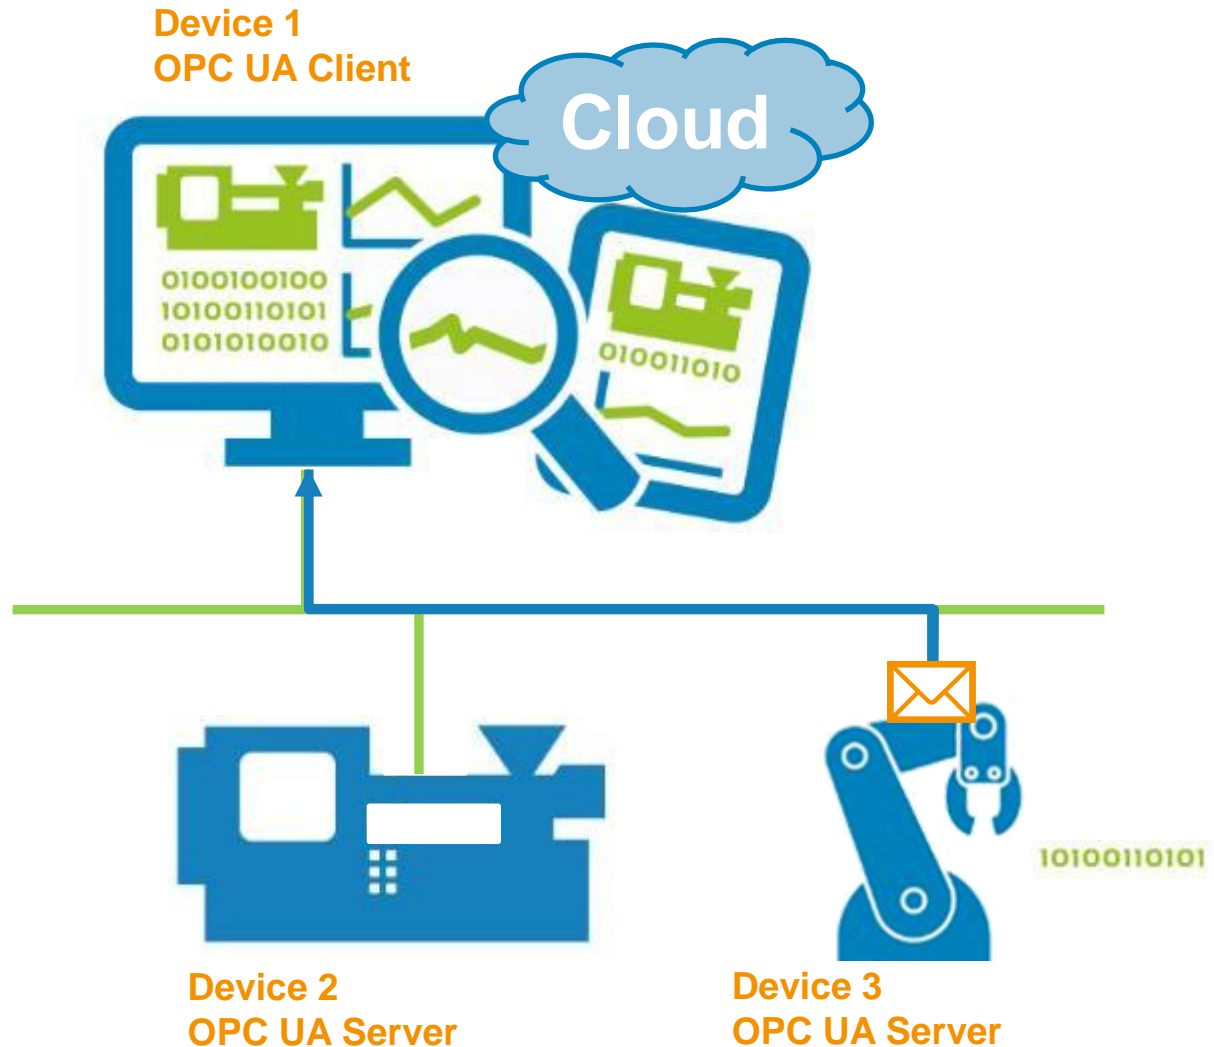 Device 1
OPC UA Client
Cloud
0100100100
10100110101
0101010010
010011010
10100110101
Device 2
OPC UA Server
Device 3
OPC UA Server